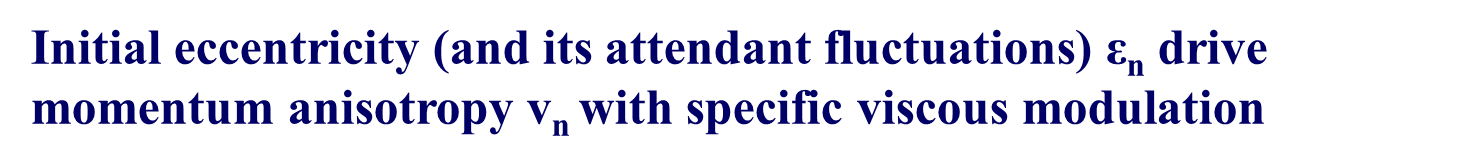 Initial eccentricity (and its attendant fluctuations) εn drive
momentum anisotropy vn with specific viscous modulation